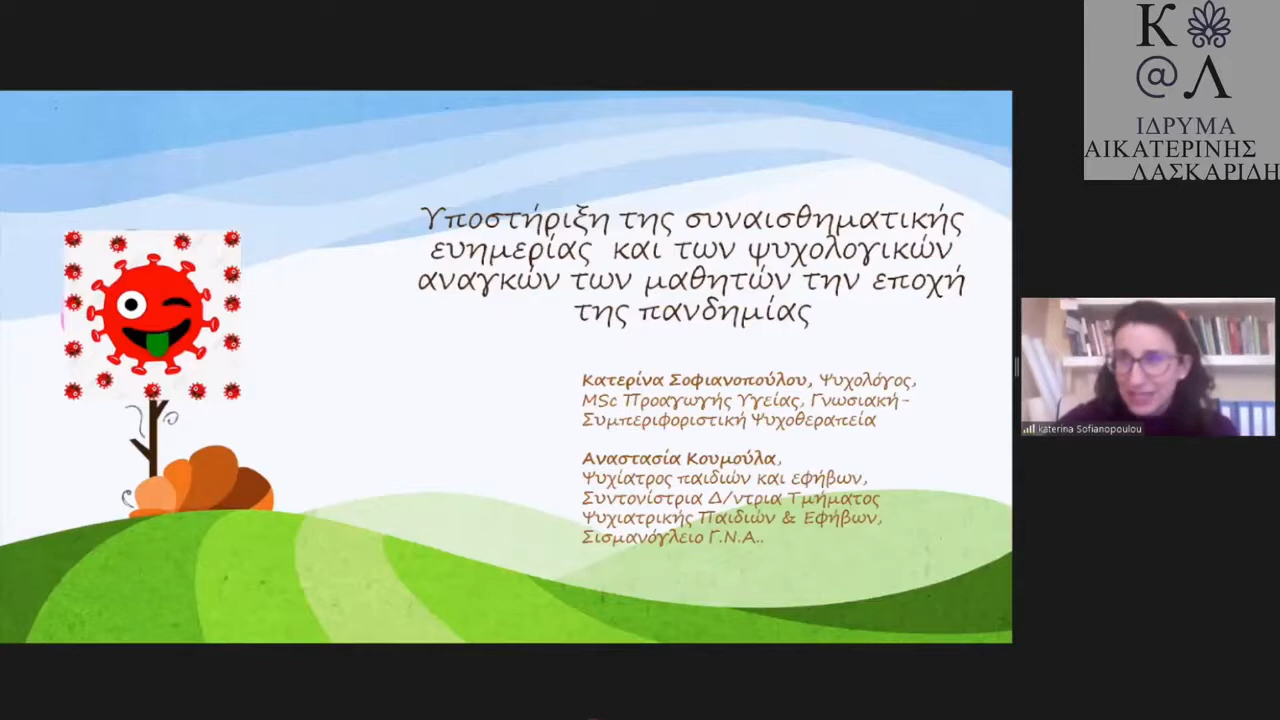 Υποστήριξη της συναισθηματικής
ευημερίας και των ψυχολογικών
αναγκών των μαθητών την εποχή
της πανδημίας
Κατερίνα Σοφιανοπούλου, Ψυχολόγος,
MSc Προαγωγής Υγείας, Γνωσιακή-
Συμπεριφοριστική Ψυχοθεραπεία
Αναστασία Κουμούλα,
Ψυχίατρος παιδιών και εφήβων,
Συντονίστρια Δ/ντρια Τμήματος
Ψυχιατρικής Παιδιών & Εφήβων,
Σισμανόγλειο Γ.Ν.Α..
Κ
@ Λ
ΙΔΡΥΜΑ
ΑΙΚΑΤΕΡΙΝΗΣ
ΛΑΣΚΑΡΙΔΗ
katerina Sofianopoulou